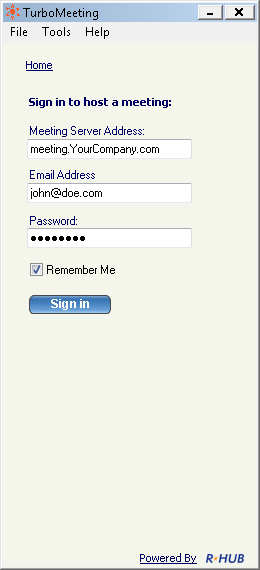 TurboMeeting
File Tools Help
Home
Sign in to host a meeting:
Meeting Server Address:
meeting.YourCompany.com
Email Address
john@doe.com
Password:
●●●●●●●●
Remember Me
Sign in
Powered By R•HUB